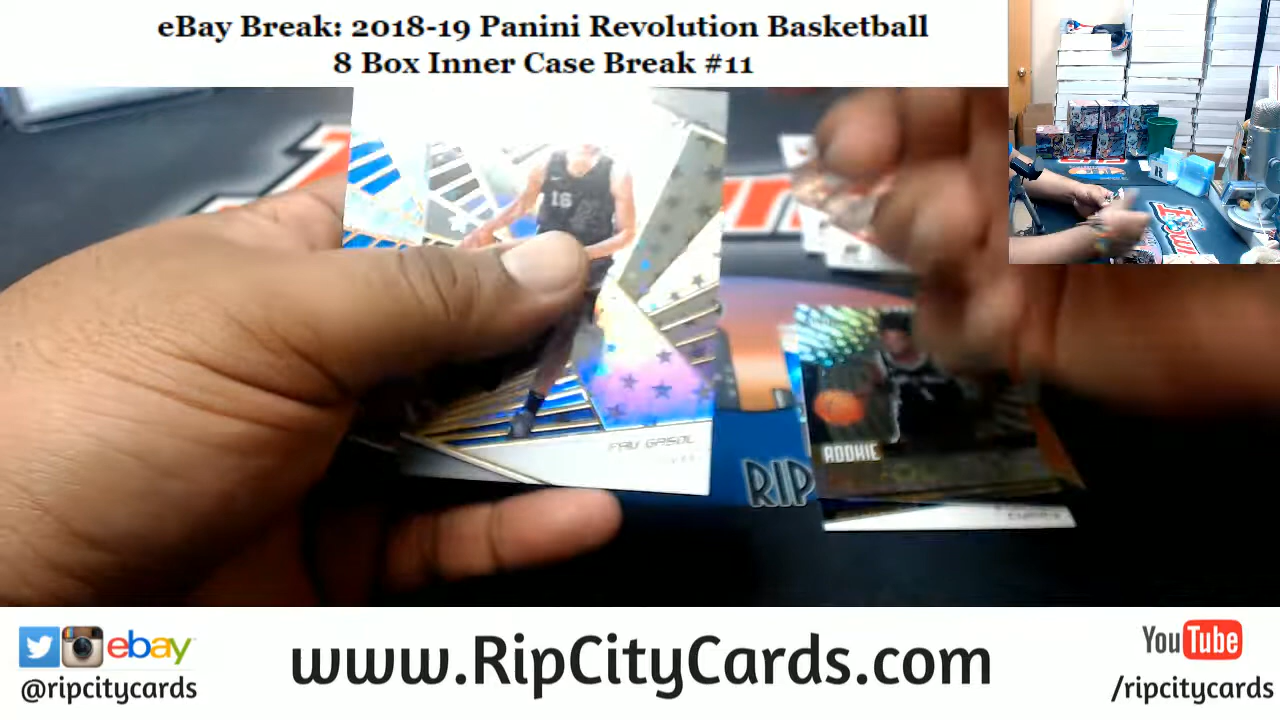 eBay Break: 2018-19 Panini Revolution Basketball
8 Box Inner Case Break #11
16
PAU GASOL
ROOKIE
RIP
ebay
@ripcitycards
www.RipCityCards.com
YouTube
/ripcitycards